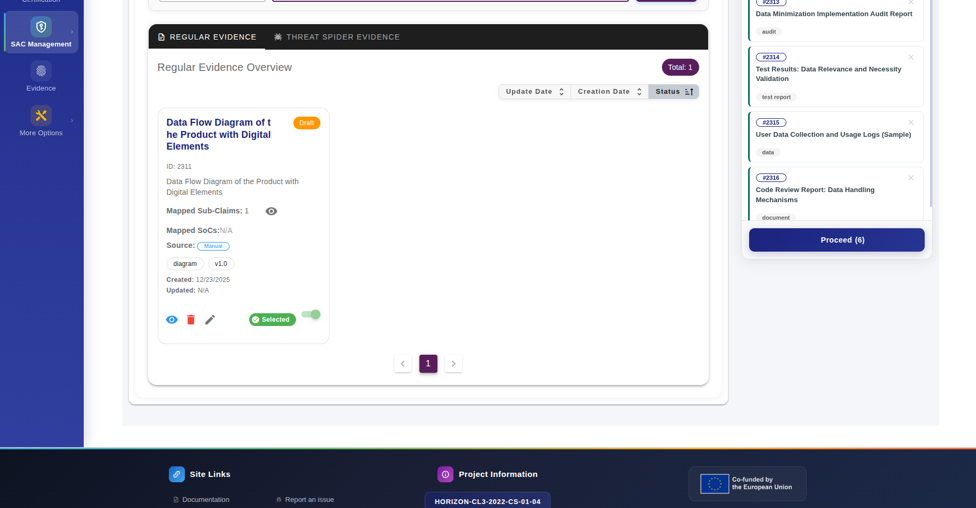 Certification
SAC Management
Evidence
More Options
REGULAR EVIDENCE
THREAT SPIDER EVIDENCE
Regular Evidence Overview
Total: 1
Update Date
Creation Date
Status
Data Flow Diagram of t
he Product with Digital
Elements
Draft
ID: 2311
Data Flow Diagram of the Product with
Digital Elements
Mapped Sub-Claims: 1
Mapped SoCs:N/A
Source: Manual
diagram
v1.0
Created: 12/23/2025
Updated: N/A
Selected
1
#2313
Data Minimization Implementation Audit Report
audit
#2314
Test Results: Data Relevance and Necessity
Validation
test report
#2315
User Data Collection and Usage Logs (Sample)
data
#2316
Code Review Report: Data Handling
Mechanisms
document
Proceed (6)
Site Links
Documentation
Report an issue
Project Information
HORIZON-CL3-2022-CS-01-04
Co-funded by
the European Union